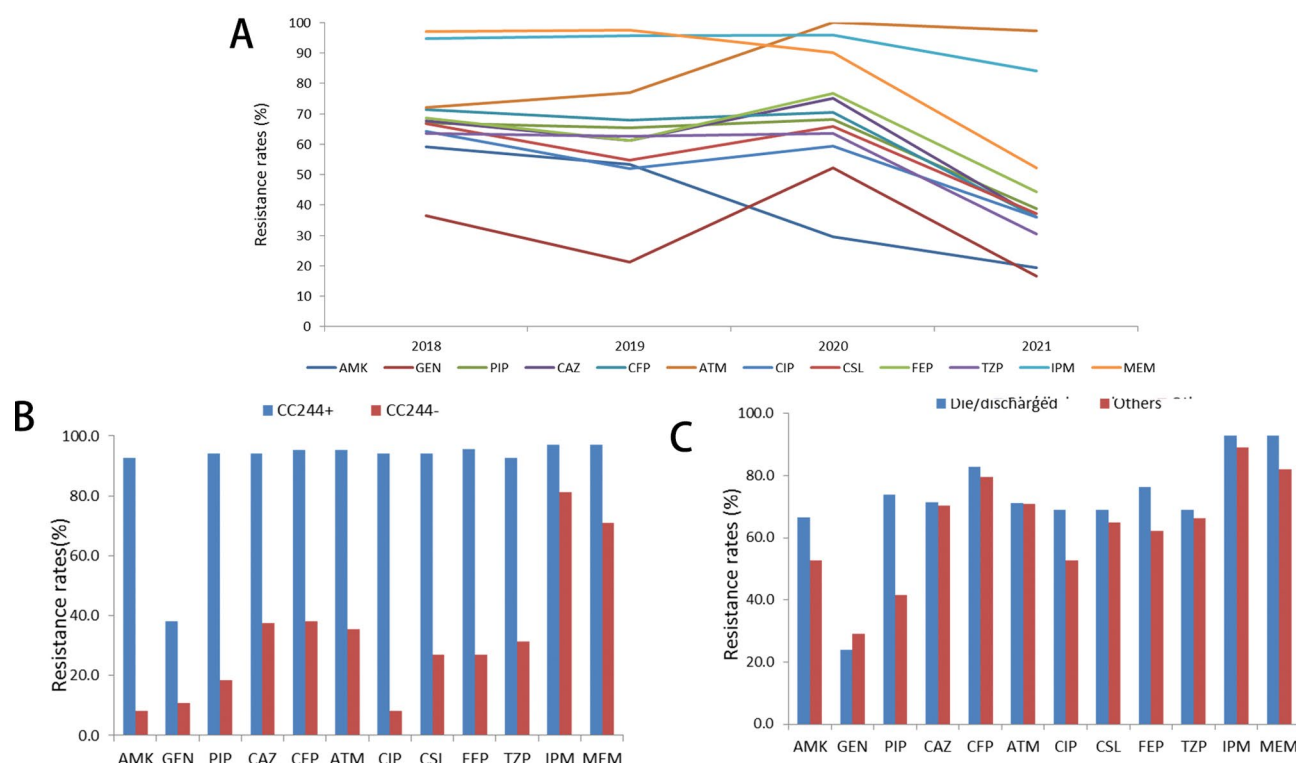 A
100
90
80
70
60
50
40
30
20
10
0
Resistance rates (%)
2018 2019 2020 2021
AMK GEN PIP CAZ CFP ATM CIP CSL FEP TZP IPM MEM
B
CC244+ CC244-
100.0
80.0
60.0
40.0
20.0
0.0
Resistance rates(%)
AMK GEN PIP CAZ CFP ATM CIP CSL FEP TZP IPM MEM
C
Die/discharged Others
100.0
80.0
60.0
40.0
20.0
0.0
Resistance rates (%)
AMK GEN PIP CAZ CFP ATM CIP CSL FEP TZP IPM MEM